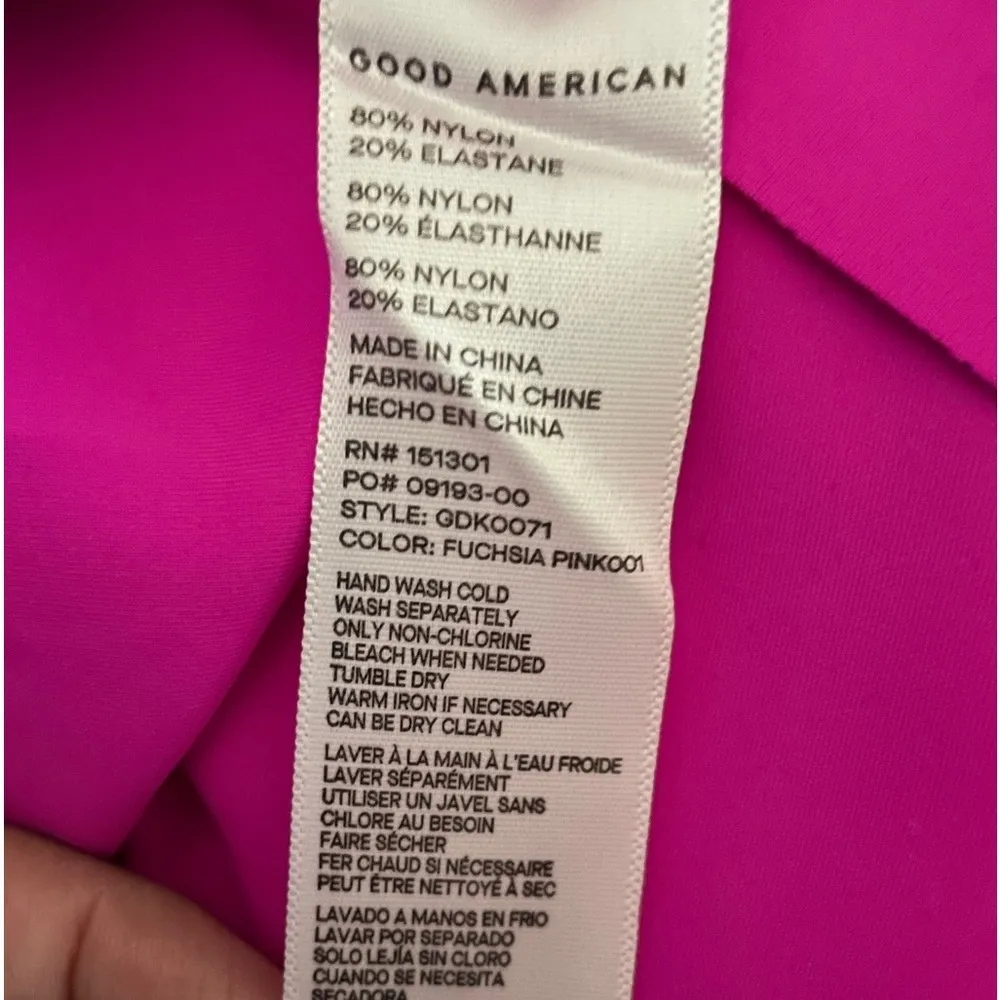 GOOD AMERICAN
80% NYLON
20% ELASTANE
80% NYLON
20% ÉLASTHANNE
80% NYLON
20% ELASTANO
MADE IN CHINA
FABRIQUÉ EN CHINE
HECHO EN CHINA
RN# 151301
PO# 09193-00
STYLE: GDK0071
COLOR: FUCHSIA PINK001
HAND WASH COLD
WASH SEPARATELY
ONLY NON-CHLORINE
BLEACH WHEN NEEDED
TUMBLE DRY
WARM IRON IF NECESSARY
CAN BE DRY CLEAN
LAVER À LA MAIN À L'EAU FROIDE
LAVER SÉPARÉMENT
UTILISER UN JAVEL SANS
CHLORE AU BESOIN
FAIRE SÉCHER
FER CHAUD SI NÉCESSAIRE
PEUT ÊTRE NETTOYÉ À SEC
LAVADO A MANOS EN FRIO
LAVAR POR SEPARADO
SOLO LEJÍA SIN CLORO
CUANDO SE NECESITA
SECADORA